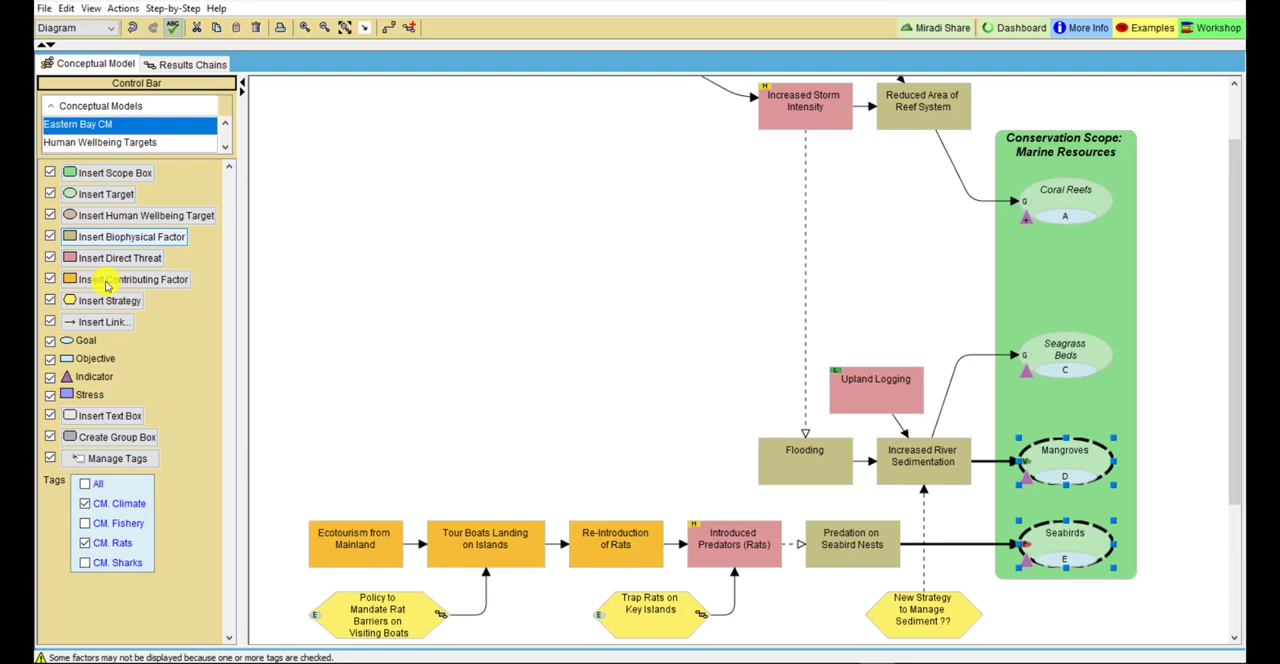 File Edit View Actions Step-by-Step Help
Diagram
ABC
Miradi Share
Dashboard
More Info
Examples
Workshop
Conceptual Model
Results Chains
Control Bar
Conceptual Models
Eastern Bay CM
Human Wellbeing Targets
Insert Scope Box
Insert Target
Insert Human Wellbeing Target
Insert Biophysical Factor
Insert Direct Threat
Insert Contributing Factor
Insert Strategy
Insert Link...
Goal
Objective
Indicator
Stress
Insert Text Box
Create Group Box
Manage Tags
Tags
All
CM. Climate
CM. Fishery
CM. Rats
CM. Sharks
H
Increased Storm
Intensity
Reduced Area of
Reef System
Conservation Scope:
Marine Resources
Coral Reefs
G
A
Seagrass
Beds
G
C
L
Upland Logging
Flooding
Increased River
Sedimentation
Mangroves
D
Ecotourism from
Mainland
Tour Boats Landing
on Islands
Re-Introduction
of Rats
H
Introduced
Predators (Rats)
Predation on
Seabird Nests
Seabirds
E
E
Policy to
Mandate Rat
Barriers on
Visiting Boats
E
Trap Rats on
Key Islands
New Strategy
to Manage
Sediment ??
Some factors may not be displayed because one or more tags are checked.